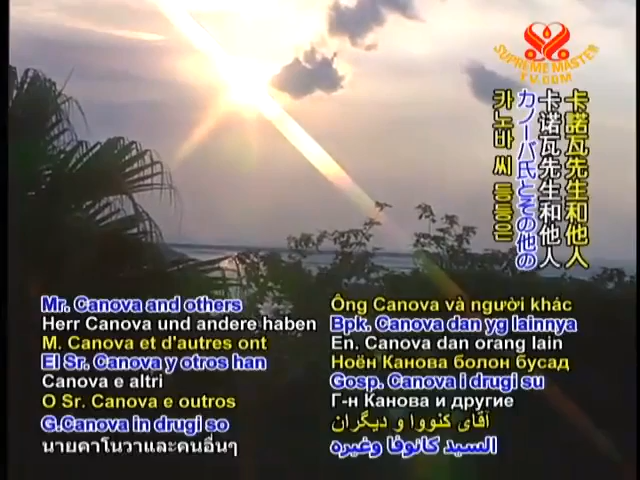 SUPREME MASTER
TV.COM
卡諾瓦先生和他人
卡诺瓦先生和他人
カノーバ氏とその他の
카노바 씨 등등은
Mr. Canova and others
Herr Canova und andere haben
M. Canova et d'autres ont
El Sr. Canova y otros han
Canova e altri
O Sr. Canova e outros
G.Canova in drugi so
นายคาโนวาและคนอื่นๆ
Ông Canova và người khác
Bpk. Canova dan yg lainnya
En. Canova dan orang lain
Ноён Канова болон бусад
Gosp. Canova i drugi su
Г-н Канова и другие
آقای کنووا و دیگران
السيد كانوفا وغيره